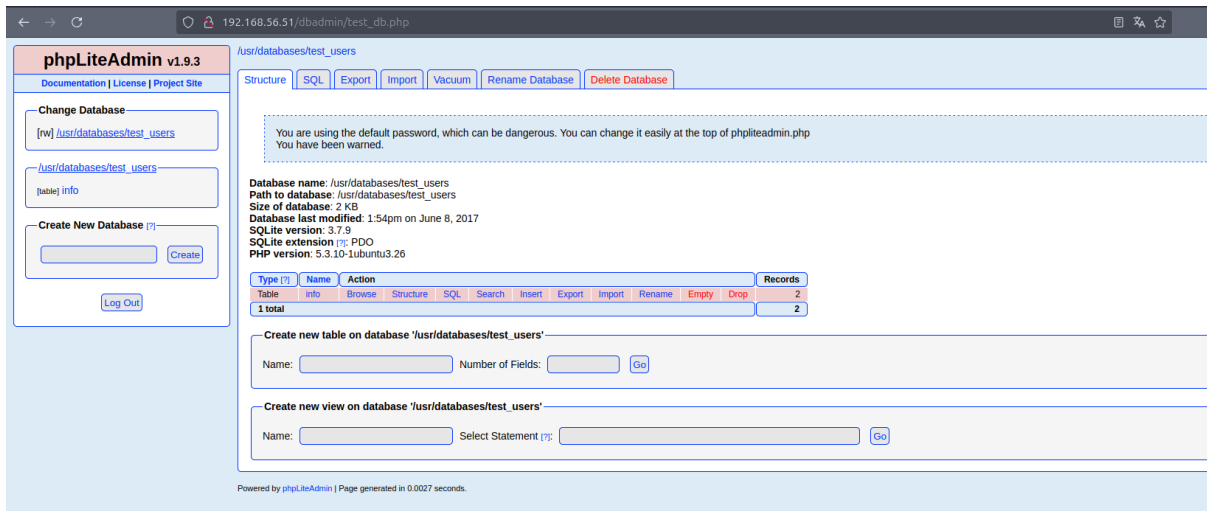 192.168.56.51/dbadmin/test_db.php
phpLiteAdmin v1.9.3
Documentation | License | Project Site
Change Database
[rw] /usr/databases/test_users
/usr/databases/test_users
[table] info
Create New Database [?]
Create
Log Out
/usr/databases/test_users
Structure SQL Export Import Vacuum Rename Database Delete Database
You are using the default password, which can be dangerous. You can change it easily at the top of phpliteadmin.php
You have been warned.
Database name: /usr/databases/test_users
Path to database: /usr/databases/test_users
Size of database: 2 KB
Database last modified: 1:54pm on June 8, 2017
SQLite version: 3.7.9
SQLite extension [?]: PDO
PHP version: 5.3.10-1ubuntu3.26
Type [?] Name Action Records
Table info Browse Structure SQL Search Insert Export Import Rename Empty Drop 2
1 total 2
Create new table on database '/usr/databases/test_users'
Name: Number of Fields: Go
Create new view on database '/usr/databases/test_users'
Name: Select Statement [?]: Go
Powered by phpLiteAdmin | Page generated in 0.0027 seconds.